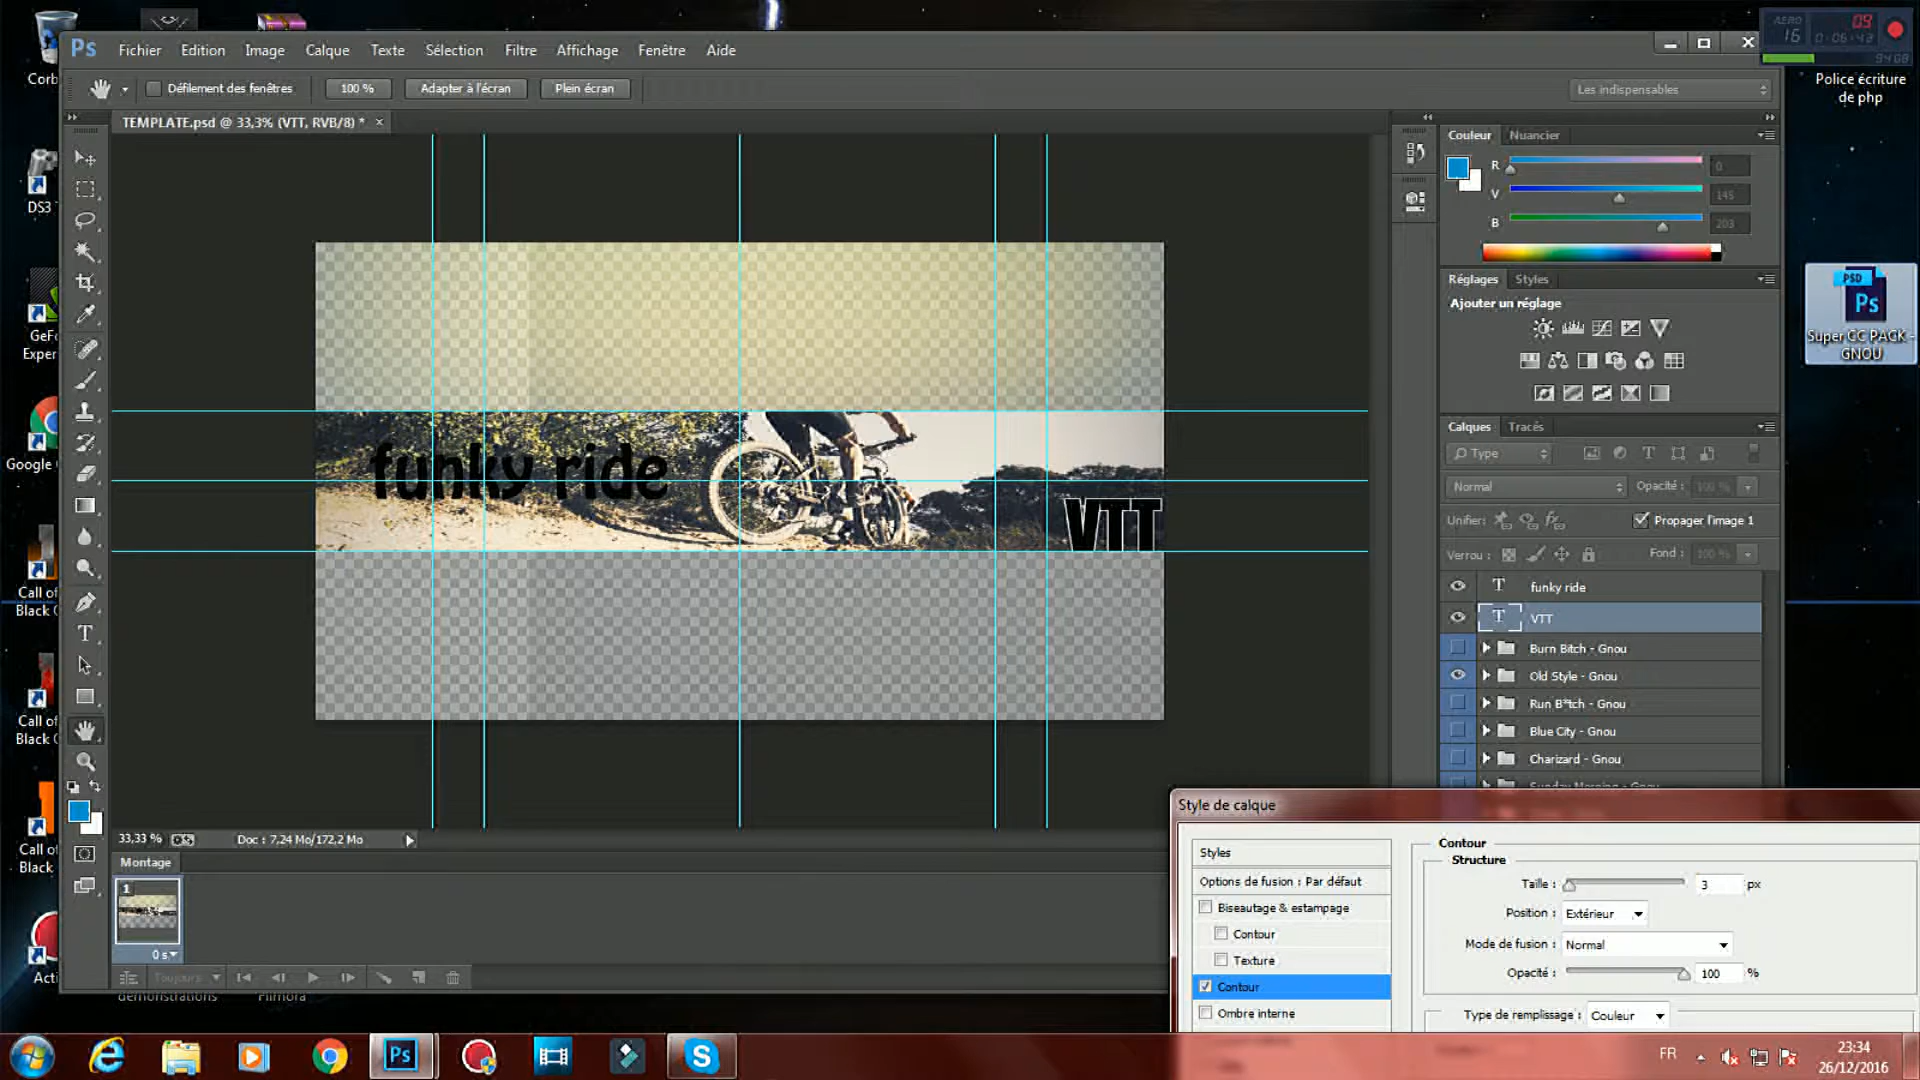 Corb
DS3
GeFo
Exper
Google
Call of
Black
Call of
Black
Call of
Black
Acti
Ps Fichier Edition Image Calque Texte Sélection Filtre Affichage Fenêtre Aide
AERO 16 09 0:06:43
Défilement des fenêtres 100 % Adapter à l'écran Plein écran Les indispensables
Police écriture
de php
TEMPLATE.psd @ 33,3% (VTT, RVB/8) * ×
Couleur Nuancier
R 0
V 145
B 203
Réglages Styles
Ajouter un réglage
PSD
Ps
Super CC PACK -
GNOU
funky ride
VTT
Calques Tracés
Type
Normal Opacité : 100 %
Unifier : Propager l'image 1
Verrou : Fond : 100 %
T funky ride
T VTT
Burn Bitch - Gnou
Old Style - Gnou
Run B*tch - Gnou
Blue City - Gnou
Charizard - Gnou
Sunday Morning - Gnou
33,33 % Doc : 7,24 Mo/172,2 Mo
Montage
1
0 s
Toujours
demonstrations Filmora
Style de calque
Styles
Options de fusion : Par défaut
Biseautage & estampage
Contour
Texture
Contour
Ombre interne
Contour
Structure
Taille : 3 px
Position : Extérieur
Mode de fusion : Normal
Opacité : 100 %
Type de remplissage : Couleur
FR 23:34
26/12/2016